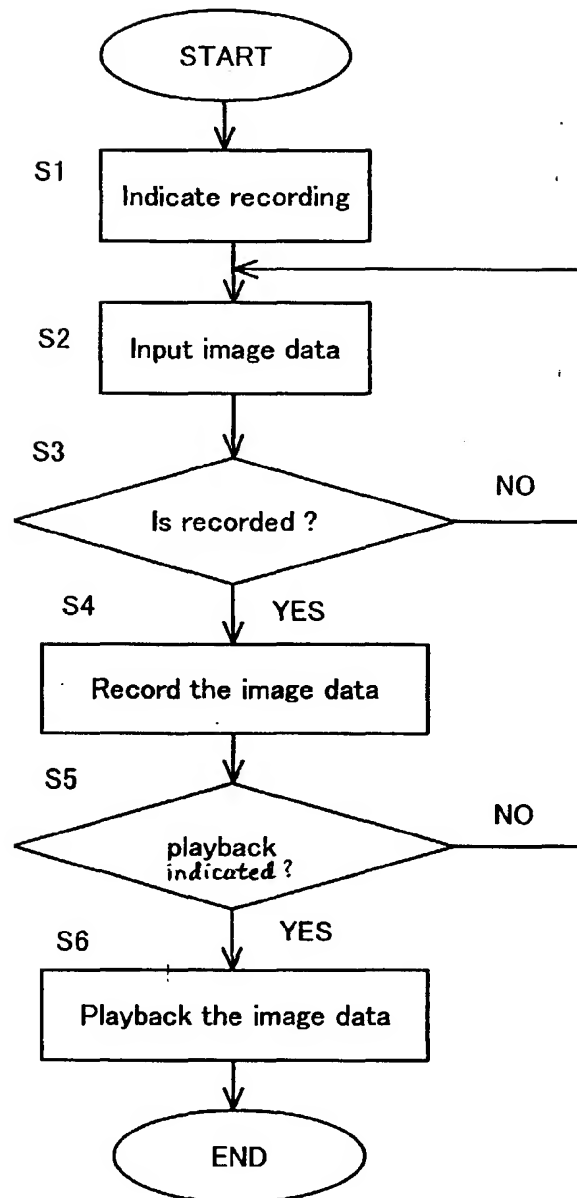 START
S1
Indicate recording
S2
Input image data
S3
Is recorded ?
NO
S4
YES
Record the image data
S5
playback
indicated ?
NO
YES
S6
Playback the image data
END